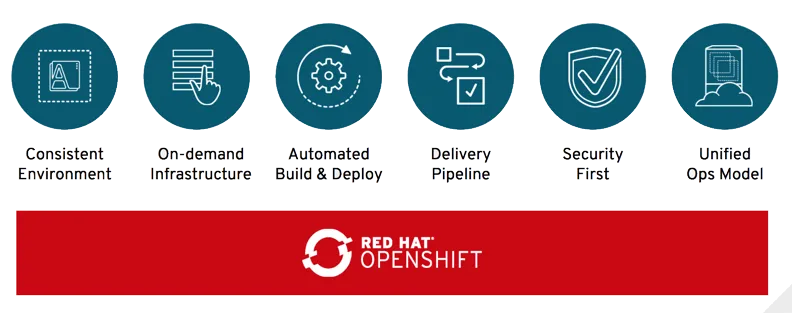 Consistent
Environment
On-demand
Infrastructure
Automated
Build & Deploy
Delivery
Pipeline
Security
First
Unified
Ops Model
RED HAT®
OPENSHIFT